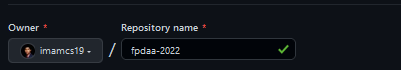 Owner * Repository name *
imamcs19 / fpdaa-2022